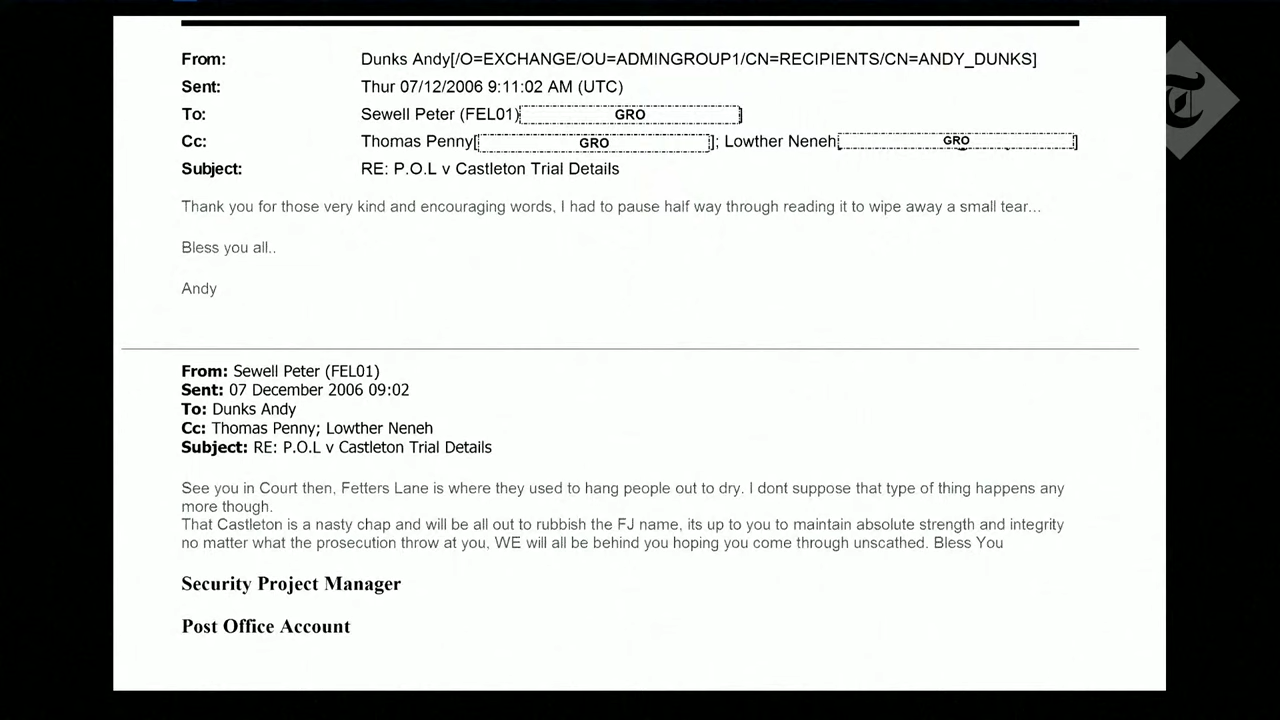 From: Dunks Andy[/O=EXCHANGE/OU=ADMINGROUP1/CN=RECIPIENTS/CN=ANDY_DUNKS]
Sent: Thur 07/12/2006 9:11:02 AM (UTC)
To: Sewell Peter (FEL01)[ GRO ]
Cc: Thomas Penny[ GRO ]; Lowther Neneh[ GRO ]
Subject: RE: P.O.L v Castleton Trial Details
Thank you for those very kind and encouraging words, I had to pause half way through reading it to wipe away a small tear...
Bless you all..
Andy
From: Sewell Peter (FEL01)
Sent: 07 December 2006 09:02
To: Dunks Andy
Cc: Thomas Penny; Lowther Neneh
Subject: RE: P.O.L v Castleton Trial Details
See you in Court then, Fetters Lane is where they used to hang people out to dry. I dont suppose that type of thing happens any
more though.
That Castleton is a nasty chap and will be all out to rubbish the FJ name, its up to you to maintain absolute strength and integrity
no matter what the prosecution throw at you, WE will all be behind you hoping you come through unscathed. Bless You
Security Project Manager
Post Office Account
T